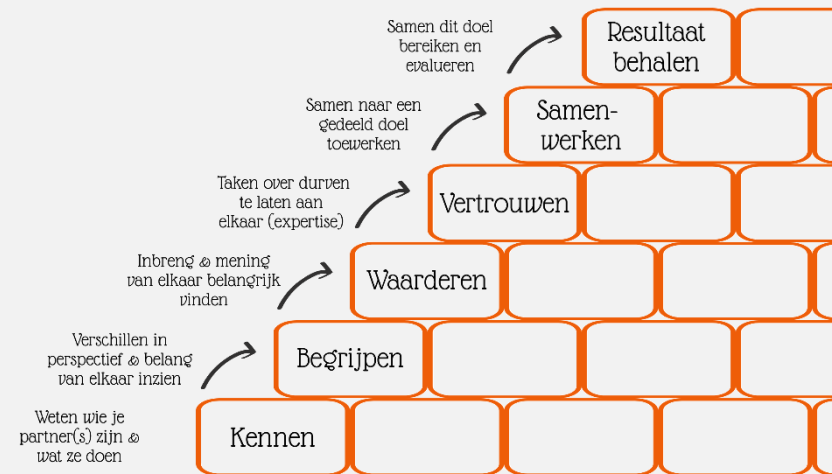 Samen dit doel
bereiken en
evalueren
Resultaat
behalen
Samen naar een
gedeeld doel
toewerken
Samen-
werken
Taken over durven
te laten aan
elkaar (expertise)
Vertrouwen
Inbreng & mening
van elkaar belangrijk
vinden
Waarderen
Verschillen in
perspectief & belang
van elkaar inzien
Begrijpen
Weten wie je
partner(s) zijn &
wat ze doen
Kennen